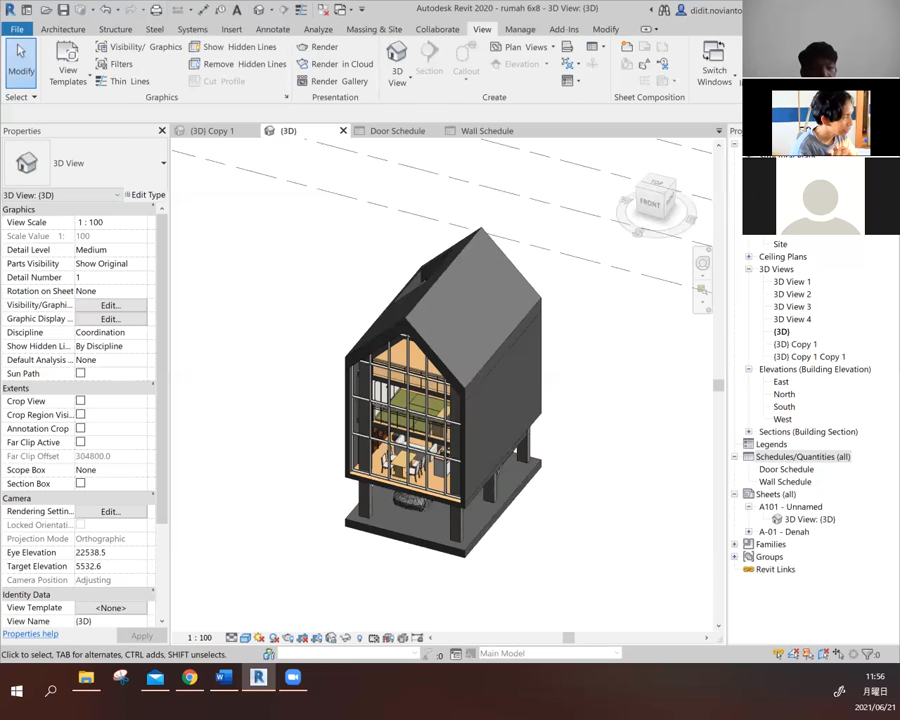 Autodesk Revit 2020 - rumah 6x8 - 3D View: {3D}
didit.novianto
File
Architecture
Structure
Steel
Systems
Insert
Annotate
Analyze
Massing & Site
Collaborate
View
Manage
Add-Ins
Modify
Modify
View
Templates
Visibility/ Graphics
Filters
Thin Lines
Show Hidden Lines
Remove Hidden Lines
Cut Profile
Render
Render in Cloud
Render Gallery
3D
View
Section
Callout
Plan Views
Elevation
Switch
Windows
Select
Graphics
Presentation
Create
Sheet Composition
Properties
{3D} Copy 1
{3D}
Door Schedule
Wall Schedule
3D View
3D View: {3D}
Edit Type
Graphics
View Scale
1 : 100
Scale Value 1:
100
Detail Level
Medium
Parts Visibility
Show Original
Detail Number
1
Rotation on Sheet
None
Visibility/Graphi...
Edit...
Graphic Display ...
Edit...
Discipline
Coordination
Show Hidden Li...
By Discipline
Default Analysis ...
None
Sun Path
Extents
Crop View
Crop Region Visi...
Annotation Crop
Far Clip Active
Far Clip Offset
304800.0
Scope Box
None
Section Box
Camera
Rendering Settin...
Edit...
Locked Orientati...
Projection Mode
Orthographic
Eye Elevation
22538.5
Target Elevation
5532.6
Camera Position
Adjusting
Identity Data
View Template
<None>
View Name
{3D}
Properties help
Apply
TOP
FRONT
Site
Ceiling Plans
3D Views
3D View 1
3D View 2
3D View 3
3D View 4
{3D}
{3D} Copy 1
{3D} Copy 1 Copy 1
Elevations (Building Elevation)
East
North
South
West
Sections (Building Section)
Legends
Schedules/Quantities (all)
Door Schedule
Wall Schedule
Sheets (all)
A101 - Unnamed
3D View: {3D}
A-01 - Denah
Families
Groups
Revit Links
1 : 100
Click to select, TAB for alternates, CTRL adds, SHIFT unselects.
:0
Main Model
:0
11:56
月曜日
2021/06/21